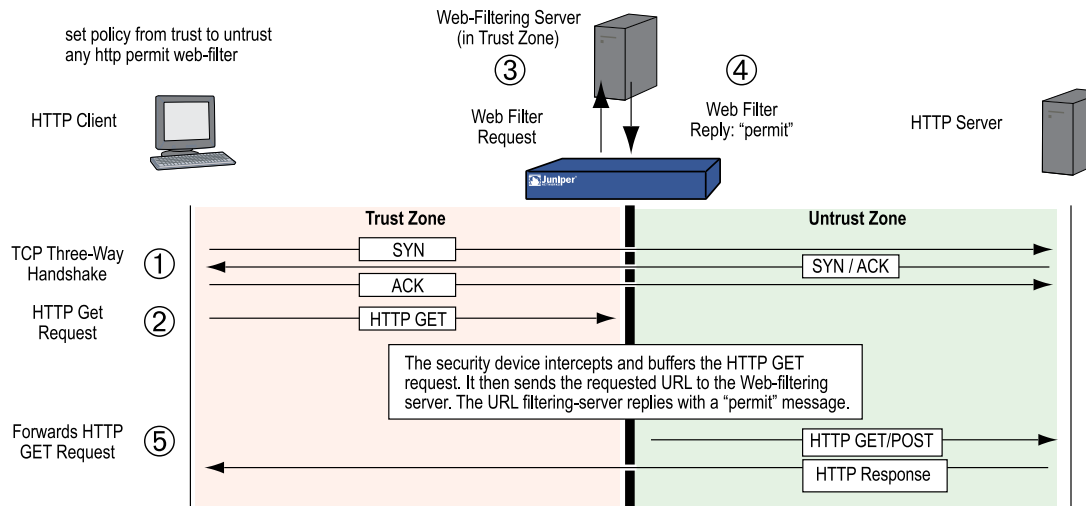 set policy from trust to untrust
any http permit web-filter
Web-Filtering Server
(in Trust Zone)
③
④
HTTP Client
Web Filter
Request
Web Filter
Reply: “permit”
HTTP Server
Juniper
NETWORKS
Trust Zone
Untrust Zone
TCP Three-Way
Handshake
①
SYN
SYN / ACK
ACK
HTTP Get
Request
②
HTTP GET
The security device intercepts and buffers the HTTP GET
request. It then sends the requested URL to the Web-filtering
server. The URL filtering-server replies with a “permit” message.
Forwards HTTP
GET Request
⑤
HTTP GET/POST
HTTP Response